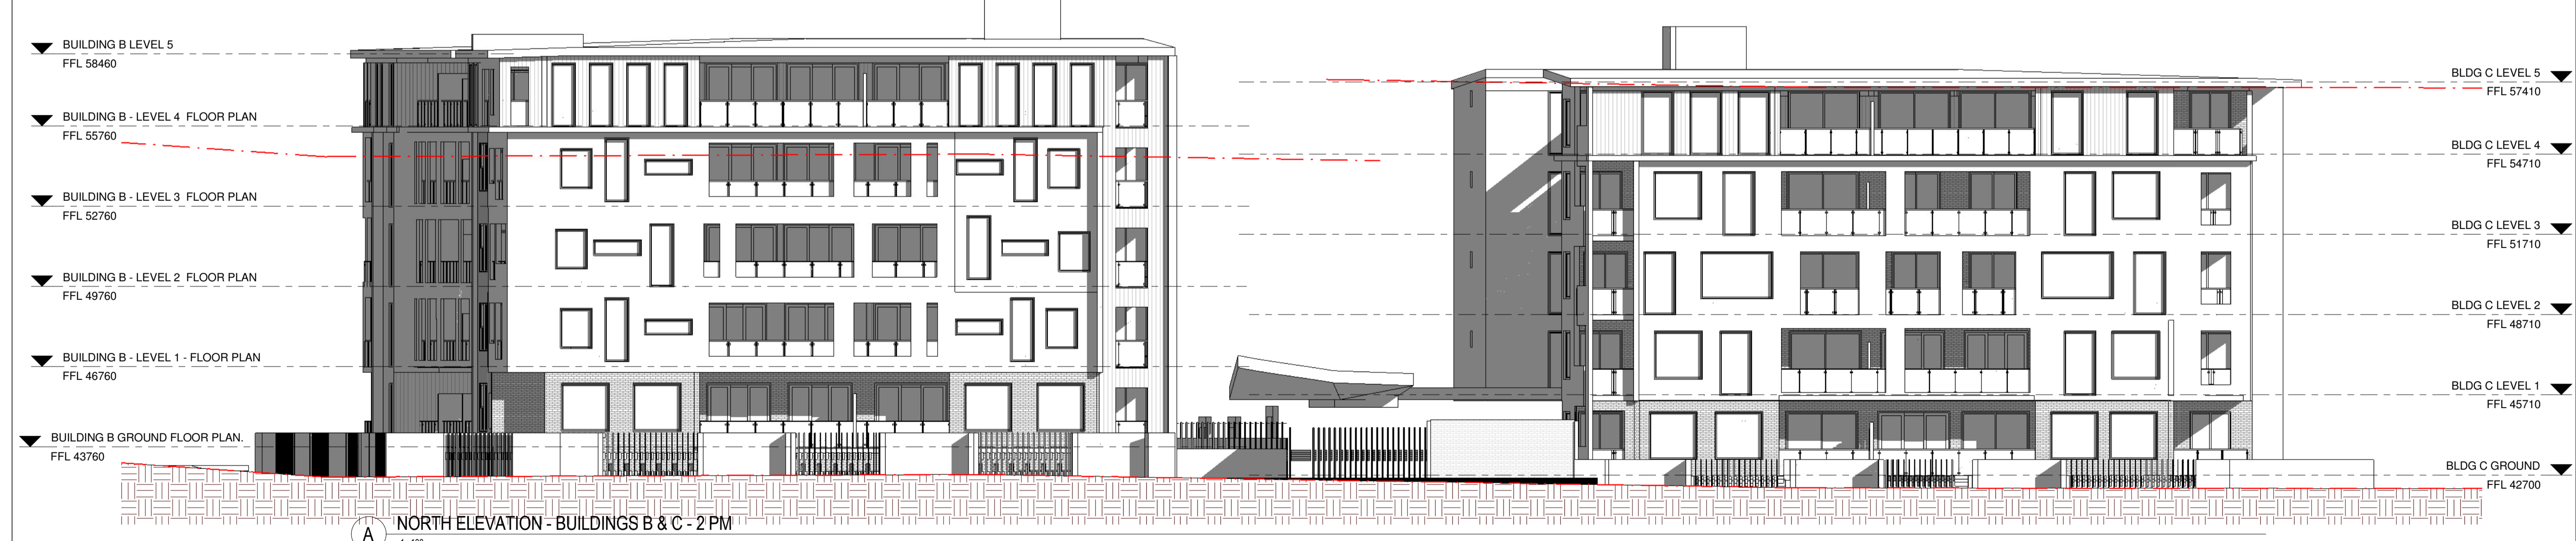 BUILDING B LEVEL 5
FFL 58460
BUILDING B - LEVEL 4 FLOOR PLAN
FFL 55760
BUILDING B - LEVEL 3 FLOOR PLAN
FFL 52760
BUILDING B - LEVEL 2 FLOOR PLAN
FFL 49760
BUILDING B - LEVEL 1 - FLOOR PLAN
FFL 46760
BUILDING B GROUND FLOOR PLAN.
FFL 43760
BLDG C LEVEL 5
FFL 57410
BLDG C LEVEL 4
FFL 54710
BLDG C LEVEL 3
FFL 51710
BLDG C LEVEL 2
FFL 48710
BLDG C LEVEL 1
FFL 45710
BLDG C GROUND
FFL 42700
A
NORTH ELEVATION - BUILDINGS B & C - 2 PM